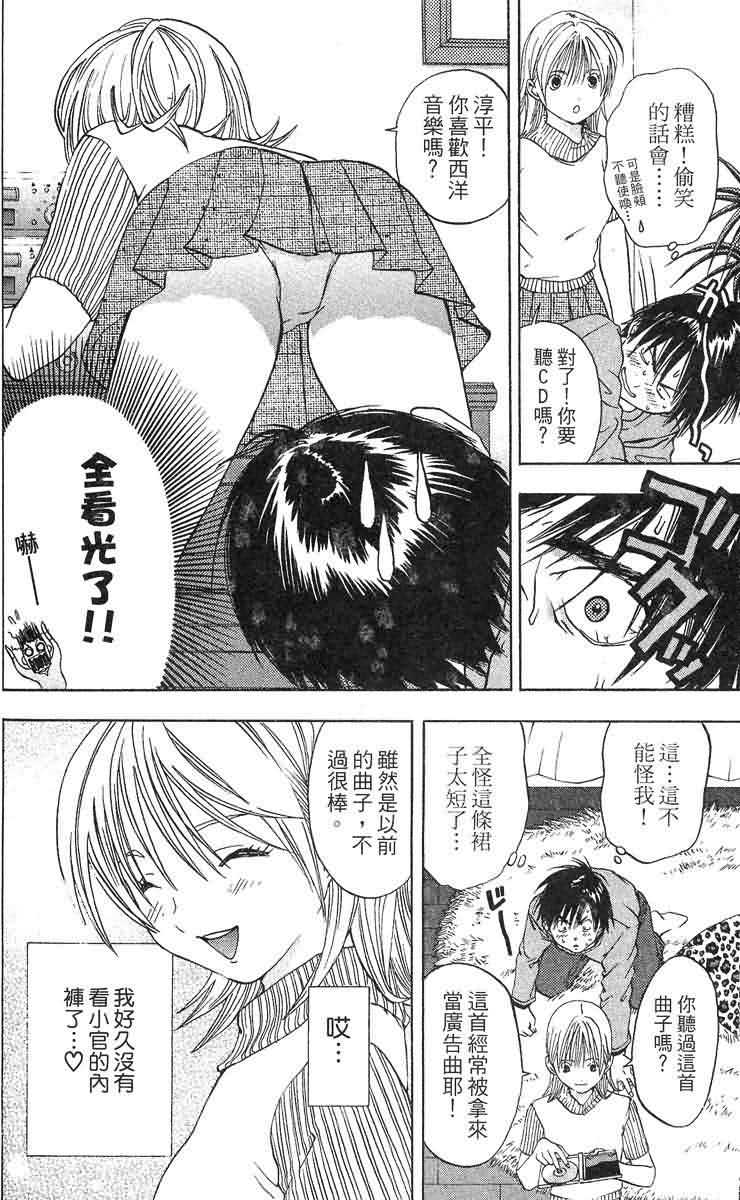 糟糕！偷笑
的話會……
可是臉頰
不聽使喚…
對了！你要
聽CD嗎？
淳平！
你喜歡西洋
音樂嗎？
全看光了！！
嚇——
這…這不
能怪我！
全怪這條裙
子太短了…
你聽過這首
曲子嗎？
這首經常被拿來
當廣告曲耶！
雖然是以前
的曲子，不
過很棒。
哎…
我好久沒有
看小官的內
褲了…♡